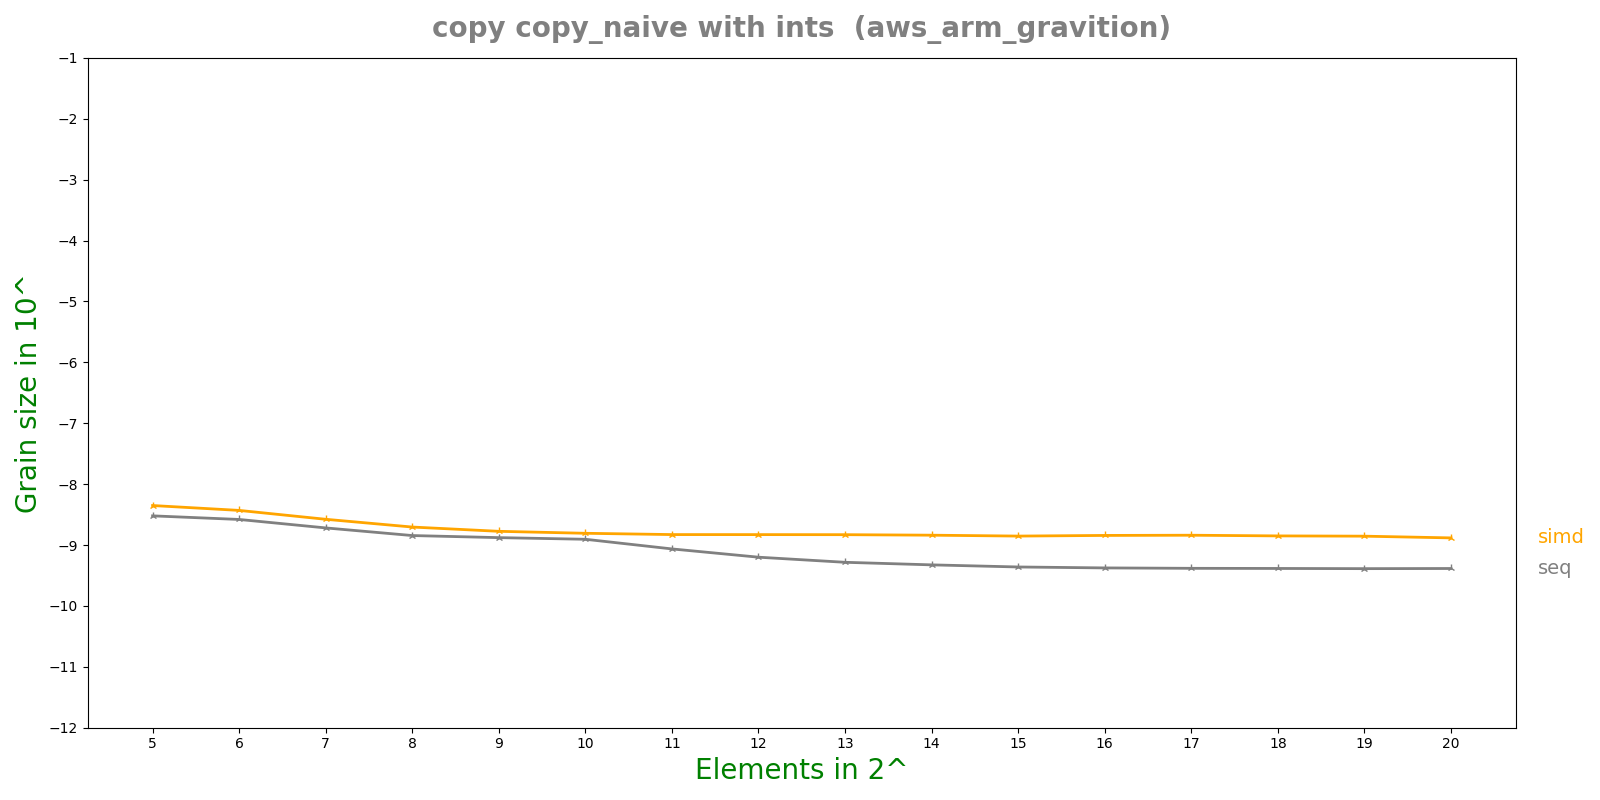 copy copy_naive with ints  (aws_arm_gravition)
Grain size in 10^
−1
−2
−3
−4
−5
−6
−7
−8
−9
−10
−11
−12
simd
seq
5 6 7 8 9 10 11 12 13 14 15 16 17 18 19 20
Elements in 2^